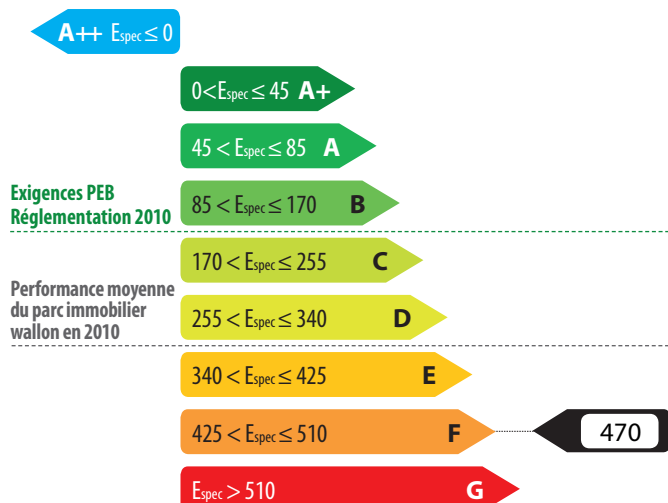 A++ Espec ≤ 0
0<Espec ≤ 45 A+
45 < Espec ≤ 85 A
Exigences PEB
Réglementation 2010
85 < Espec ≤ 170 B
170 < Espec ≤ 255 C
Performance moyenne
du parc immobilier
wallon en 2010
255 < Espec ≤ 340 D
340 < Espec ≤ 425 E
425 < Espec ≤ 510 F
470
Espec > 510 G